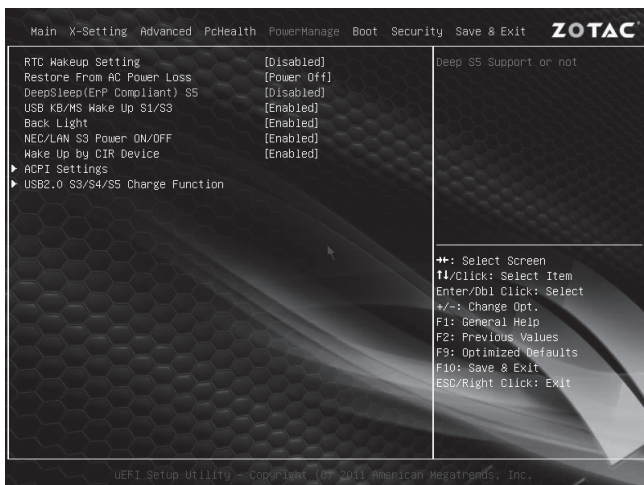 Main X-Setting Advanced PcHealth PowerManage Boot Security Save & Exit ZOTAC
RTC Wakeup Setting [Disabled]
Restore From AC Power Loss [Power Off]
DeepSleep(ErP Compliant) S5 [Disabled]
USB KB/MS Wake Up S1/S3 [Enabled]
Back Light [Enabled]
NEC/LAN S3 Power ON/OFF [Enabled]
Wake Up by CIR Device [Enabled]
▶ ACPI Settings
▶ USB2.0 S3/S4/S5 Charge Function
Deep S5 Support or not
→←: Select Screen
↑↓/Click: Select Item
Enter/Dbl Click: Select
+/-: Change Opt.
F1: General Help
F2: Previous Values
F9: Optimized Defaults
F10: Save & Exit
ESC/Right Click: Exit
uEFI Setup Utility - Copyright (C) 2011 American Megatrends, Inc.